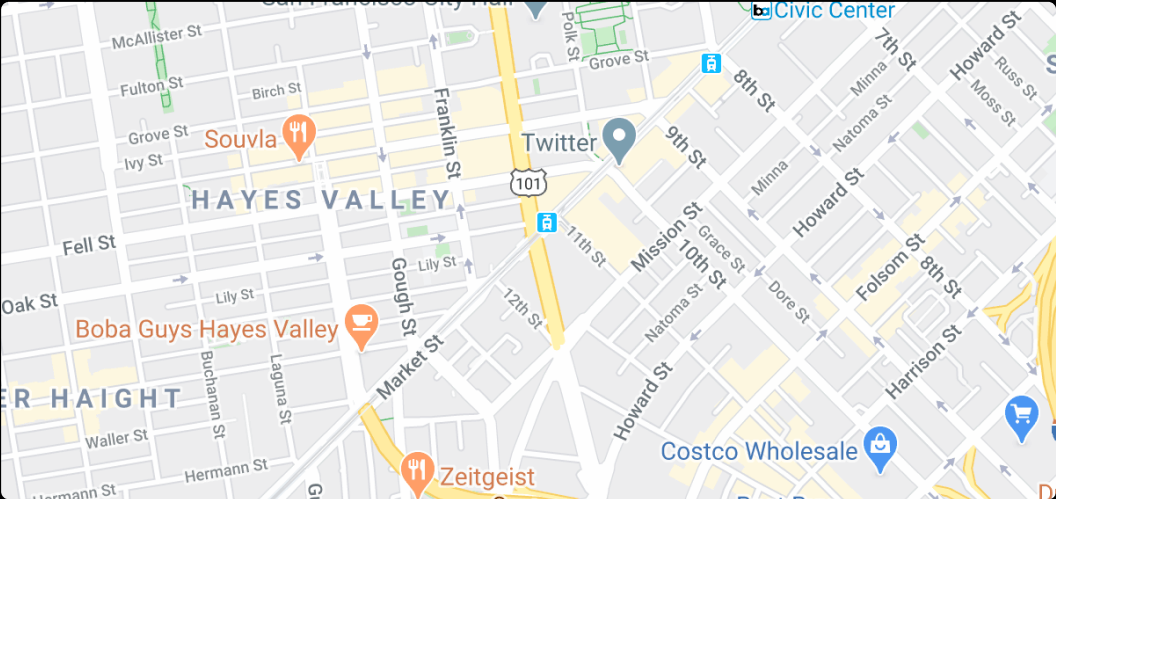 San Francisco City Hall
Civic Center
McAllister St
Polk St
7th St
Howard St
Fulton St
Birch St
Grove St
8th St
Minna
Russ St
Moss St
Natoma St
Franklin St
Souvla
Grove St
Ivy St
Twitter
9th St
101
Minna
HAYES VALLEY
Howard St
Fell St
11th St
Mission St
Grace St
10th St
Folsom St
8th St
Lily St
Gough St
Oak St
Lily St
12th St
Natoma St
Dore St
Boba Guys Hayes Valley
Market St
Harrison St
Buchanan St
Laguna St
ER HAIGHT
Howard St
Waller St
Costco Wholesale
Hermann St
Zeitgeist
Hermann St